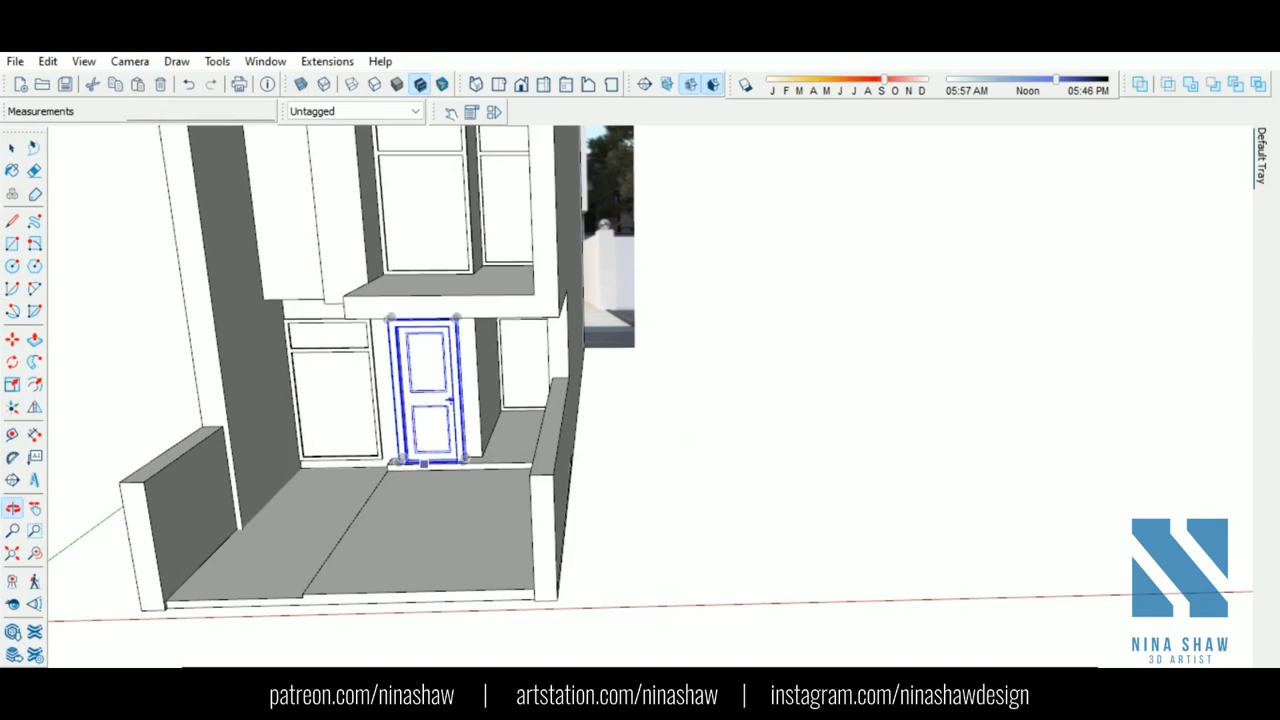 File Edit View Camera Draw Tools Window Extensions Help
J F M A M J J A S O N D 05:57 AM Noon 05:46 PM
Measurements Untagged
Default Tray
NINA SHAW
3D ARTIST
patreon.com/ninashaw | artstation.com/ninashaw | instagram.com/ninashawdesign